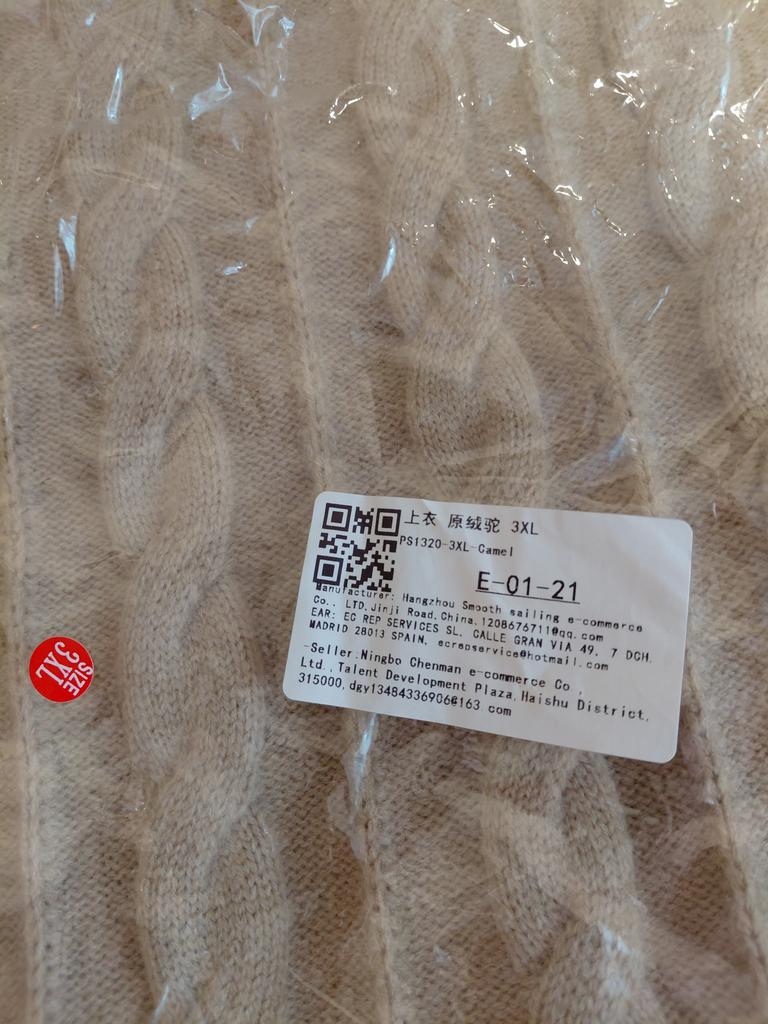 上衣 原绒驼 3XL
PS1320-3XL-Camel
E-01-21
Manufacturer: Hangzhou Smooth sailing e-commerce
Co., LTD,Jinji Road,China,1208676711@qq.com
EAR: EC REP SERVICES SL, CALLE GRAN VIA 49, 7 DCH,
MADRID 28013 SPAIN, ecrepservice@hotmail.com
-Seller:Ningbo Chenman e-commerce Co.,
Ltd.,Talent Development Plaza,Haishu District,
315000,dgy13484336906@163 com
SIZE
3XL